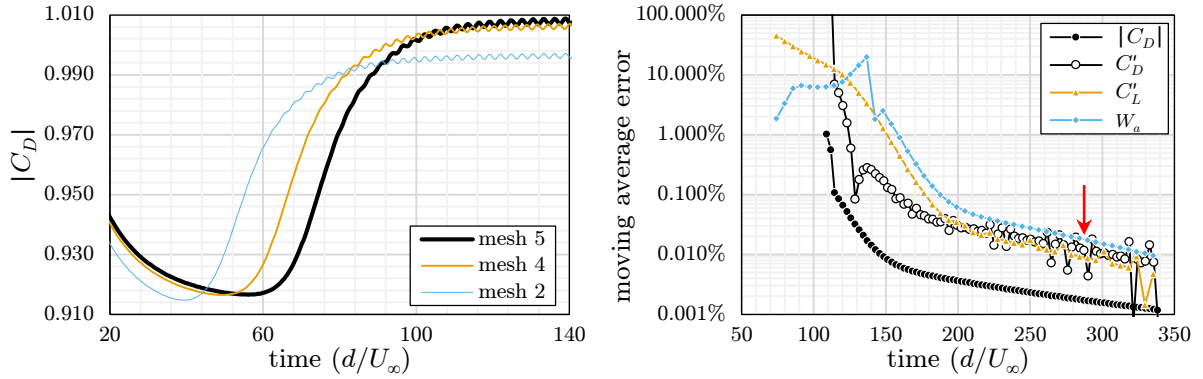 1.010
0.990
0.970
0.950
0.930
0.910
|C_D|
20
60
100
140
time (d/U_∞)
mesh 5
mesh 4
mesh 2
100.000%
10.000%
1.000%
0.100%
0.010%
0.001%
moving average error
50
100
150
200
250
300
350
time (d/U_∞)
|C_D|
C'_D
C'_L
W_a